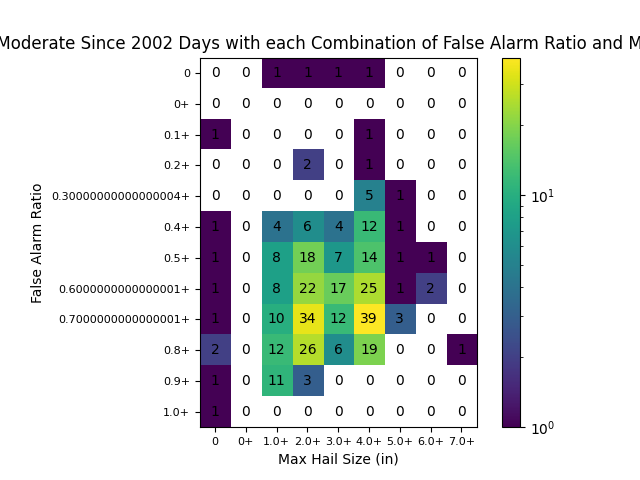 Moderate Since 2002 Days with each Combination of False Alarm Ratio and M
0 0 0 1 1 1 1 0 0 0
0+ 0 0 0 0 0 0 0 0 0
0.1+ 1 0 0 0 0 1 0 0 0
0.2+ 0 0 0 2 0 1 0 0 0
0.30000000000000004+ 0 0 0 0 0 5 1 0 0
0.4+ 1 0 4 6 4 12 1 0 0
0.5+ 1 0 8 18 7 14 1 1 0
0.6000000000000001+ 1 0 8 22 17 25 1 2 0
0.7000000000000001+ 1 0 10 34 12 39 3 0 0
0.8+ 2 0 12 26 6 19 0 0 1
0.9+ 1 0 11 3 0 0 0 0 0
1.0+ 1 0 0 0 0 0 0 0 0
0 0+ 1.0+ 2.0+ 3.0+ 4.0+ 5.0+ 6.0+ 7.0+
Max Hail Size (in)
False Alarm Ratio
10¹
10⁰